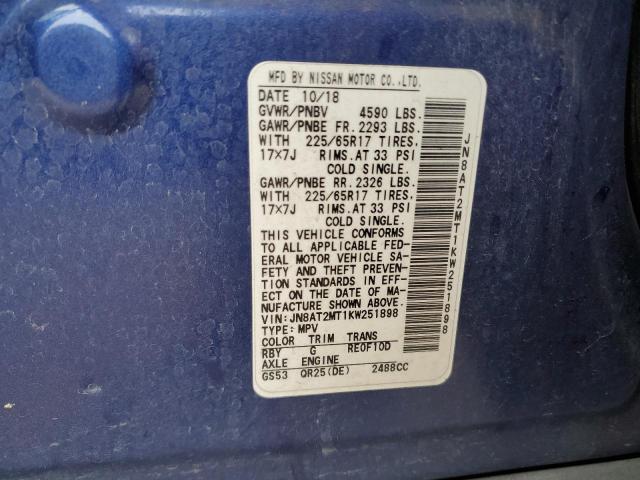 MFD BY NISSAN MOTOR CO.,LTD.
DATE 10/18
GVWR/PNBV 4590 LBS.
GAWR/PNBE FR. 2293 LBS.
WITH 225/65R17 TIRES.
17×7J RIMS.AT 33 PSI
COLD SINGLE.
GAWR/PNBE RR. 2326 LBS.
WITH 225/65R17 TIRES.
17×7J RIMS.AT 33 PSI
COLD SINGLE.
THIS VEHICLE CONFORMS
TO ALL APPLICABLE FED-
ERAL MOTOR VEHICLE SA-
FETY AND THEFT PREVEN-
TION STANDARDS IN EFF-
ECT ON THE DATE OF MA-
NUFACTURE SHOWN ABOVE.
VIN:JN8AT2MT1KW251898
TYPE:MPV
COLOR TRIM TRANS
RBY G RE0F10D
AXLE ENGINE
GS53 QR25(DE) 2488CC
JN8AT2MT1KW251898